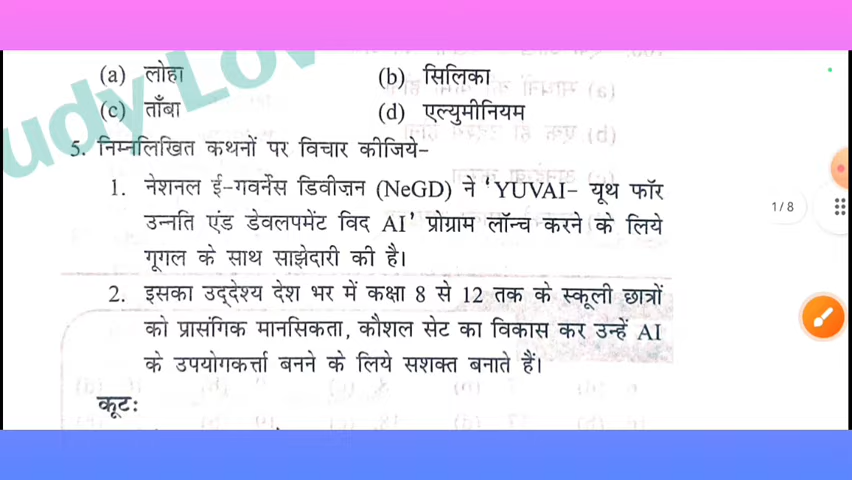 (a) लोहा (b) सिलिका
(c) ताँबा (d) एल्युमीनियम
5. निम्नलिखित कथनों पर विचार कीजिये–
1. नेशनल ई-गवर्नेंस डिवीज़न (NeGD) ने 'YUVAI– यूथ फॉर
उन्नति एंड डेवलपमेंट विद AI' प्रोग्राम लॉन्च करने के लिये
गूगल के साथ साझेदारी की है।
1/8
2. इसका उद्देश्य देश भर में कक्षा 8 से 12 तक के स्कूली छात्रों
को प्रासंगिक मानसिकता, कौशल सेट का विकास कर उन्हें AI
के उपयोगकर्त्ता बनने के लिये सशक्त बनाते हैं।
कूटः